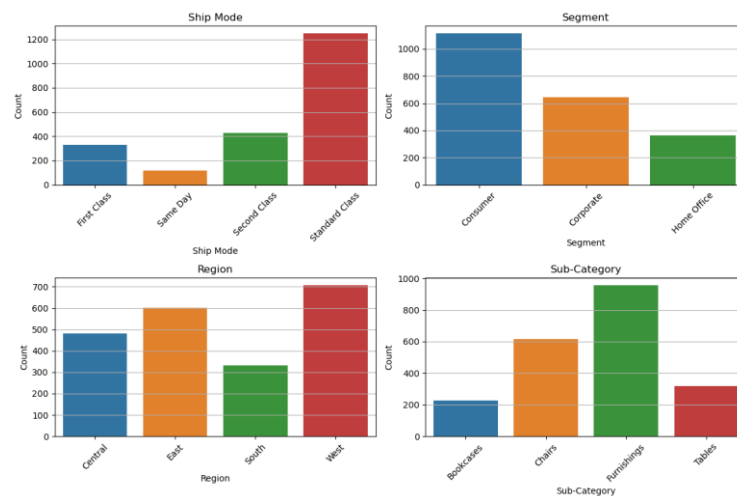 Ship Mode
1200
1000
800
600
400
200
0
Count
First Class
Same Day
Second Class
Standard Class
Ship Mode
Segment
1000
800
600
400
200
0
Count
Consumer
Corporate
Home Office
Segment
Region
700
600
500
400
300
200
100
0
Count
Central
East
South
West
Region
Sub-Category
1000
800
600
400
200
0
Count
Bookcases
Chairs
Furnishings
Tables
Sub-Category